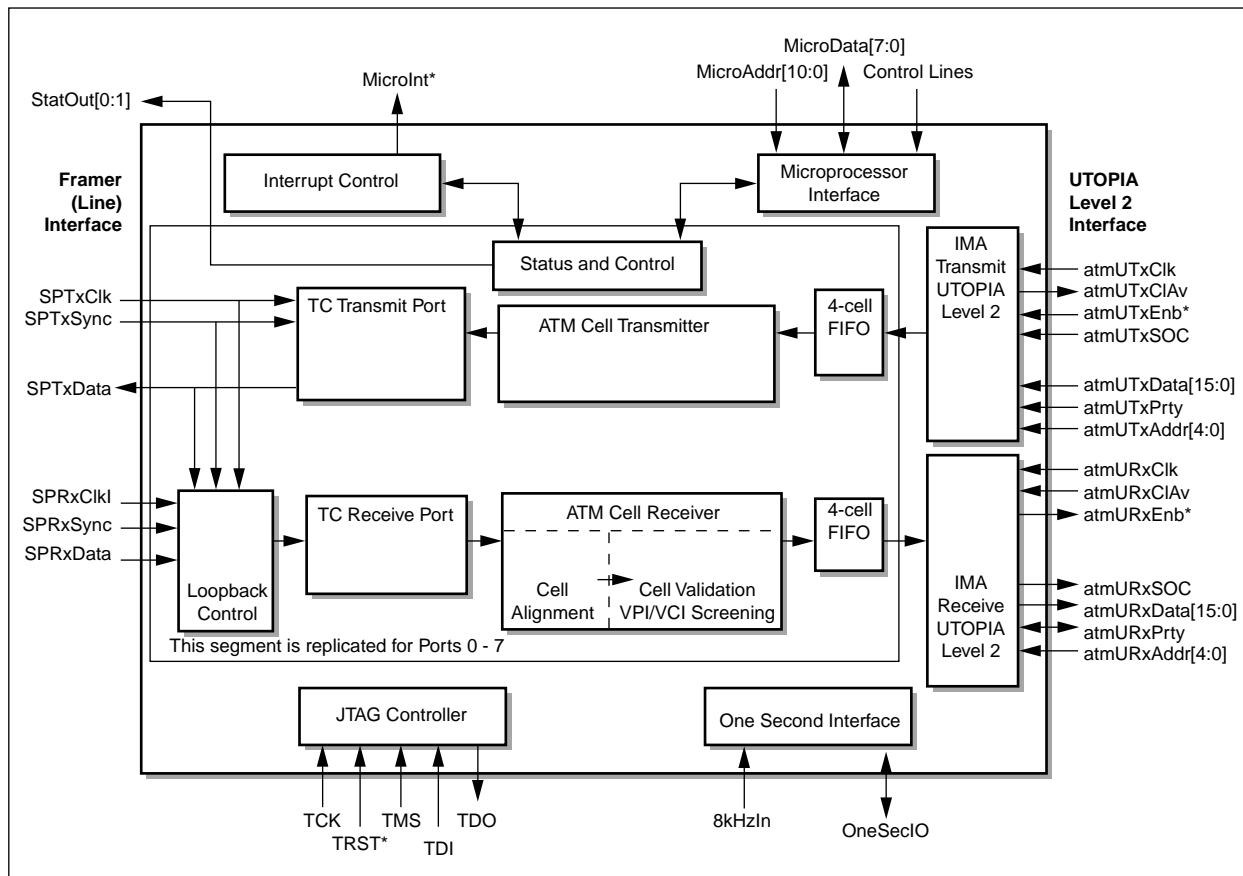 MicroData[7:0]
MicroInt*
MicroAddr[10:0]
Control Lines
StatOut[0:1]
Framer
(Line)
Interface
Interrupt Control
Microprocessor
Interface
UTOPIA
Level 2
Interface
Status and Control
IMA
Transmit
UTOPIA
Level 2
SPTxClk
SPTxSync
SPTxData
TC Transmit Port
ATM Cell Transmitter
4-cell
FIFO
atmUTxClk
atmUTxClAv
atmUTxEnb*
atmUTxSOC
atmUTxData[15:0]
atmUTxPrty
atmUTxAddr[4:0]
SPRxClkI
SPRxSync
SPRxData
Loopback
Control
TC Receive Port
ATM Cell Receiver
Cell
Alignment
Cell Validation
VPI/VCI Screening
4-cell
FIFO
IMA
Receive
UTOPIA
Level 2
atmURxClk
atmURxClAv
atmURxEnb*
atmURxSOC
atmURxData[15:0]
atmURxPrty
atmURxAddr[4:0]
This segment is replicated for Ports 0 - 7
JTAG Controller
One Second Interface
TCK
TRST*
TMS
TDI
TDO
8kHzIn
OneSecIO